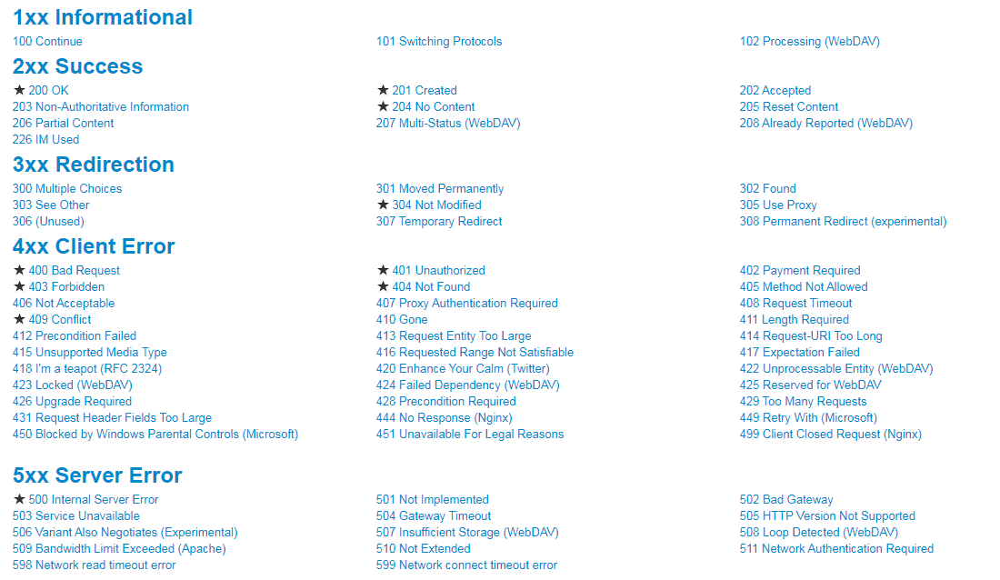 1xx Informational
100 Continue
101 Switching Protocols
102 Processing (WebDAV)
2xx Success
★ 200 OK
★ 201 Created
202 Accepted
203 Non-Authoritative Information
★ 204 No Content
205 Reset Content
206 Partial Content
207 Multi-Status (WebDAV)
208 Already Reported (WebDAV)
226 IM Used
3xx Redirection
300 Multiple Choices
301 Moved Permanently
302 Found
303 See Other
★ 304 Not Modified
305 Use Proxy
306 (Unused)
307 Temporary Redirect
308 Permanent Redirect (experimental)
4xx Client Error
★ 400 Bad Request
★ 401 Unauthorized
402 Payment Required
★ 403 Forbidden
★ 404 Not Found
405 Method Not Allowed
406 Not Acceptable
407 Proxy Authentication Required
408 Request Timeout
★ 409 Conflict
410 Gone
411 Length Required
412 Precondition Failed
413 Request Entity Too Large
414 Request-URI Too Long
415 Unsupported Media Type
416 Requested Range Not Satisfiable
417 Expectation Failed
418 I'm a teapot (RFC 2324)
420 Enhance Your Calm (Twitter)
422 Unprocessable Entity (WebDAV)
423 Locked (WebDAV)
424 Failed Dependency (WebDAV)
425 Reserved for WebDAV
426 Upgrade Required
428 Precondition Required
429 Too Many Requests
431 Request Header Fields Too Large
444 No Response (Nginx)
449 Retry With (Microsoft)
450 Blocked by Windows Parental Controls (Microsoft)
451 Unavailable For Legal Reasons
499 Client Closed Request (Nginx)
5xx Server Error
★ 500 Internal Server Error
501 Not Implemented
502 Bad Gateway
503 Service Unavailable
504 Gateway Timeout
505 HTTP Version Not Supported
506 Variant Also Negotiates (Experimental)
507 Insufficient Storage (WebDAV)
508 Loop Detected (WebDAV)
509 Bandwidth Limit Exceeded (Apache)
510 Not Extended
511 Network Authentication Required
598 Network read timeout error
599 Network connect timeout error